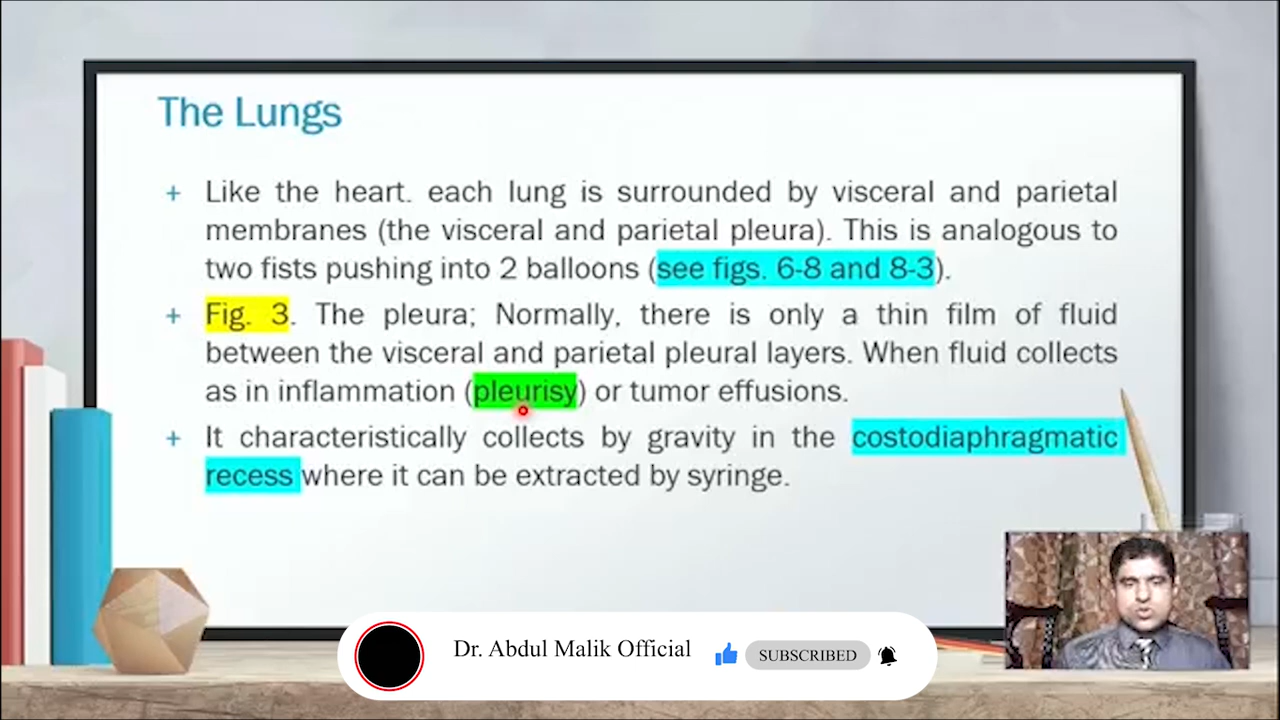 The Lungs
+ Like the heart. each lung is surrounded by visceral and parietal
membranes (the visceral and parietal pleura). This is analogous to
two fists pushing into 2 balloons (see figs. 6-8 and 8-3).
+ Fig. 3. The pleura; Normally, there is only a thin film of fluid
between the visceral and parietal pleural layers. When fluid collects
as in inflammation (pleurisy) or tumor effusions.
+ It characteristically collects by gravity in the costodiaphragmatic
recess where it can be extracted by syringe.
Dr. Abdul Malik Official
SUBSCRIBED